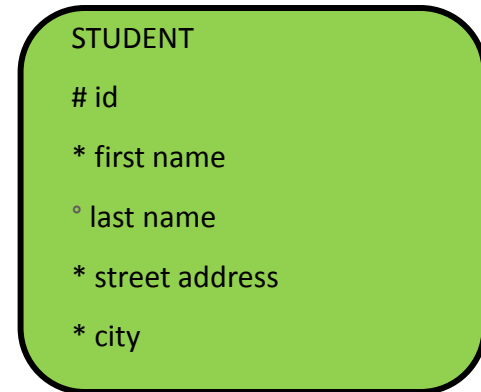 STUDENT
# id
* first name
° last name
* street address
* city